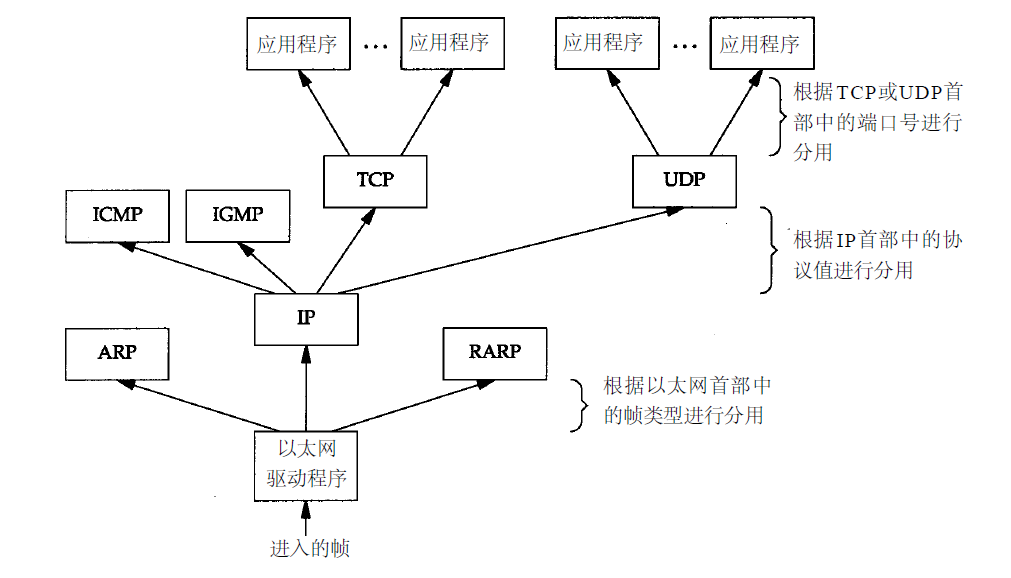 应用程序 ··· 应用程序 应用程序 ··· 应用程序
根据TCP或UDP首
部中的端口号进行
分用
TCP
UDP
ICMP
IGMP
根据IP首部中的协
议值进行分用
IP
ARP
RARP
根据以太网首部中
的帧类型进行分用
以太网
驱动程序
进入的帧